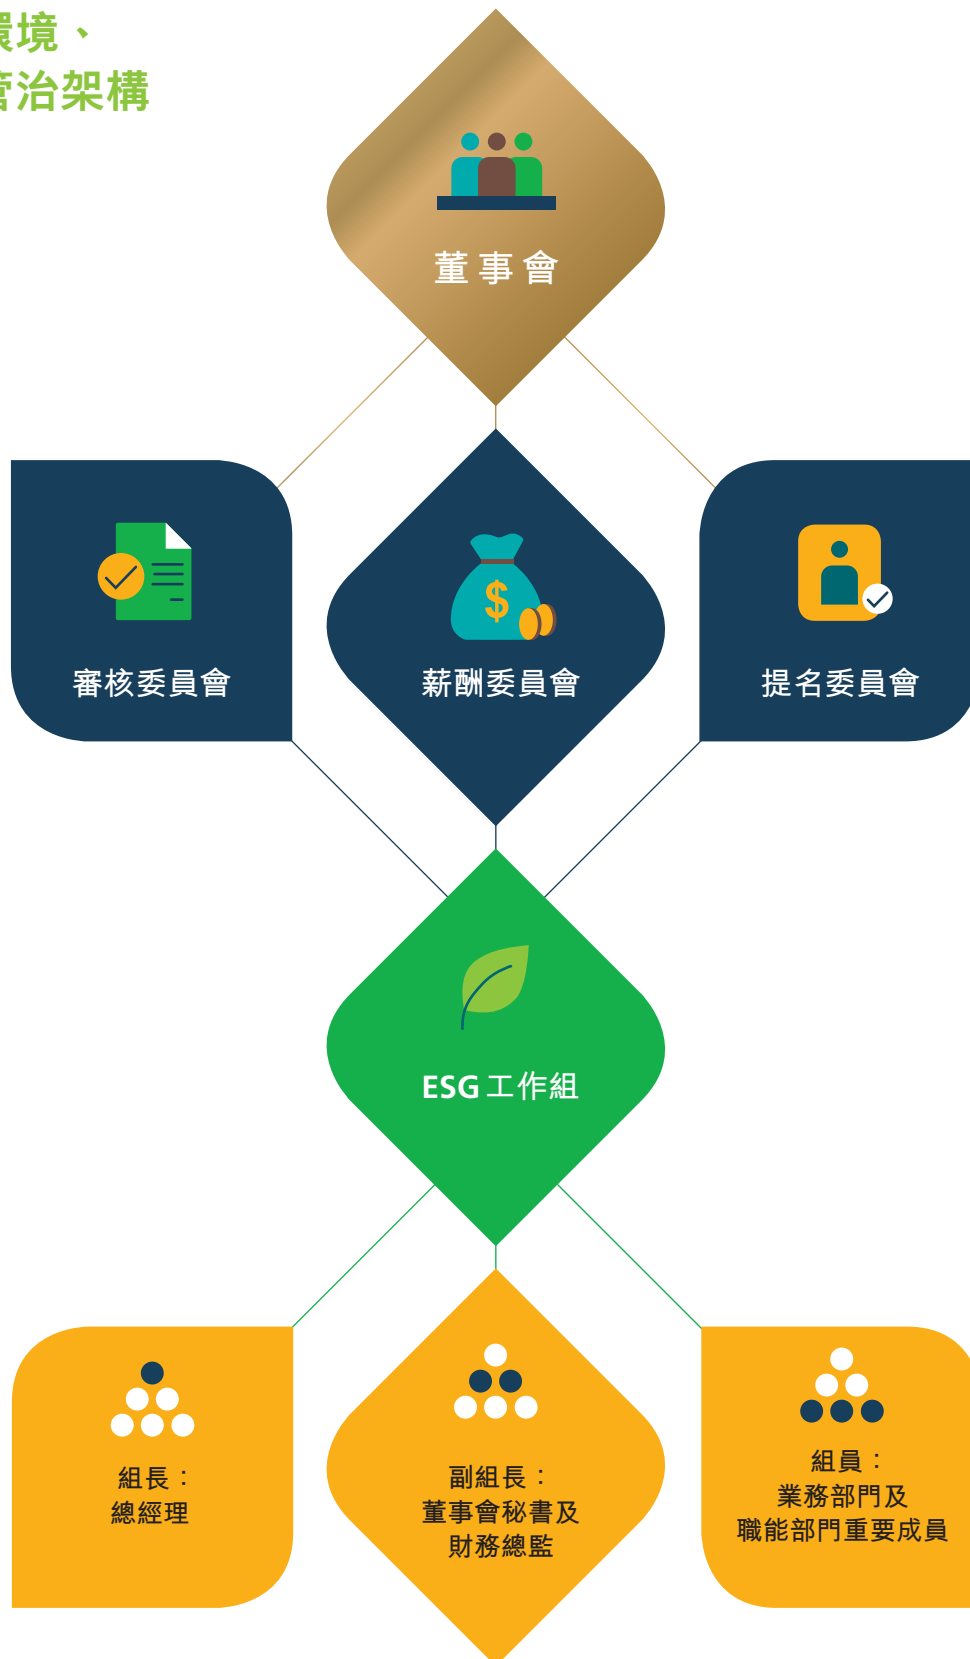 環境、
管治架構
董事會
審核委員會
薪酬委員會
提名委員會
$
ESG 工作組
組長：
總經理
副組長：
董事會秘書及
財務總監
組員：
業務部門及
職能部門重要成員